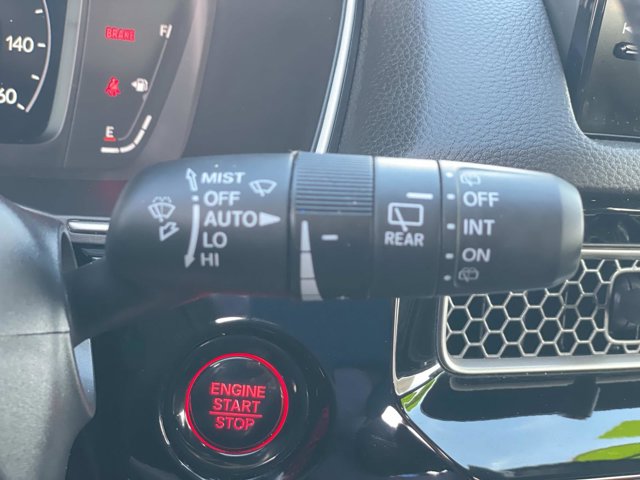 BRAKE
F
140
60
E
MIST
OFF
AUTO
LO
HI
REAR
OFF
INT
ON
ENGINE
START
STOP